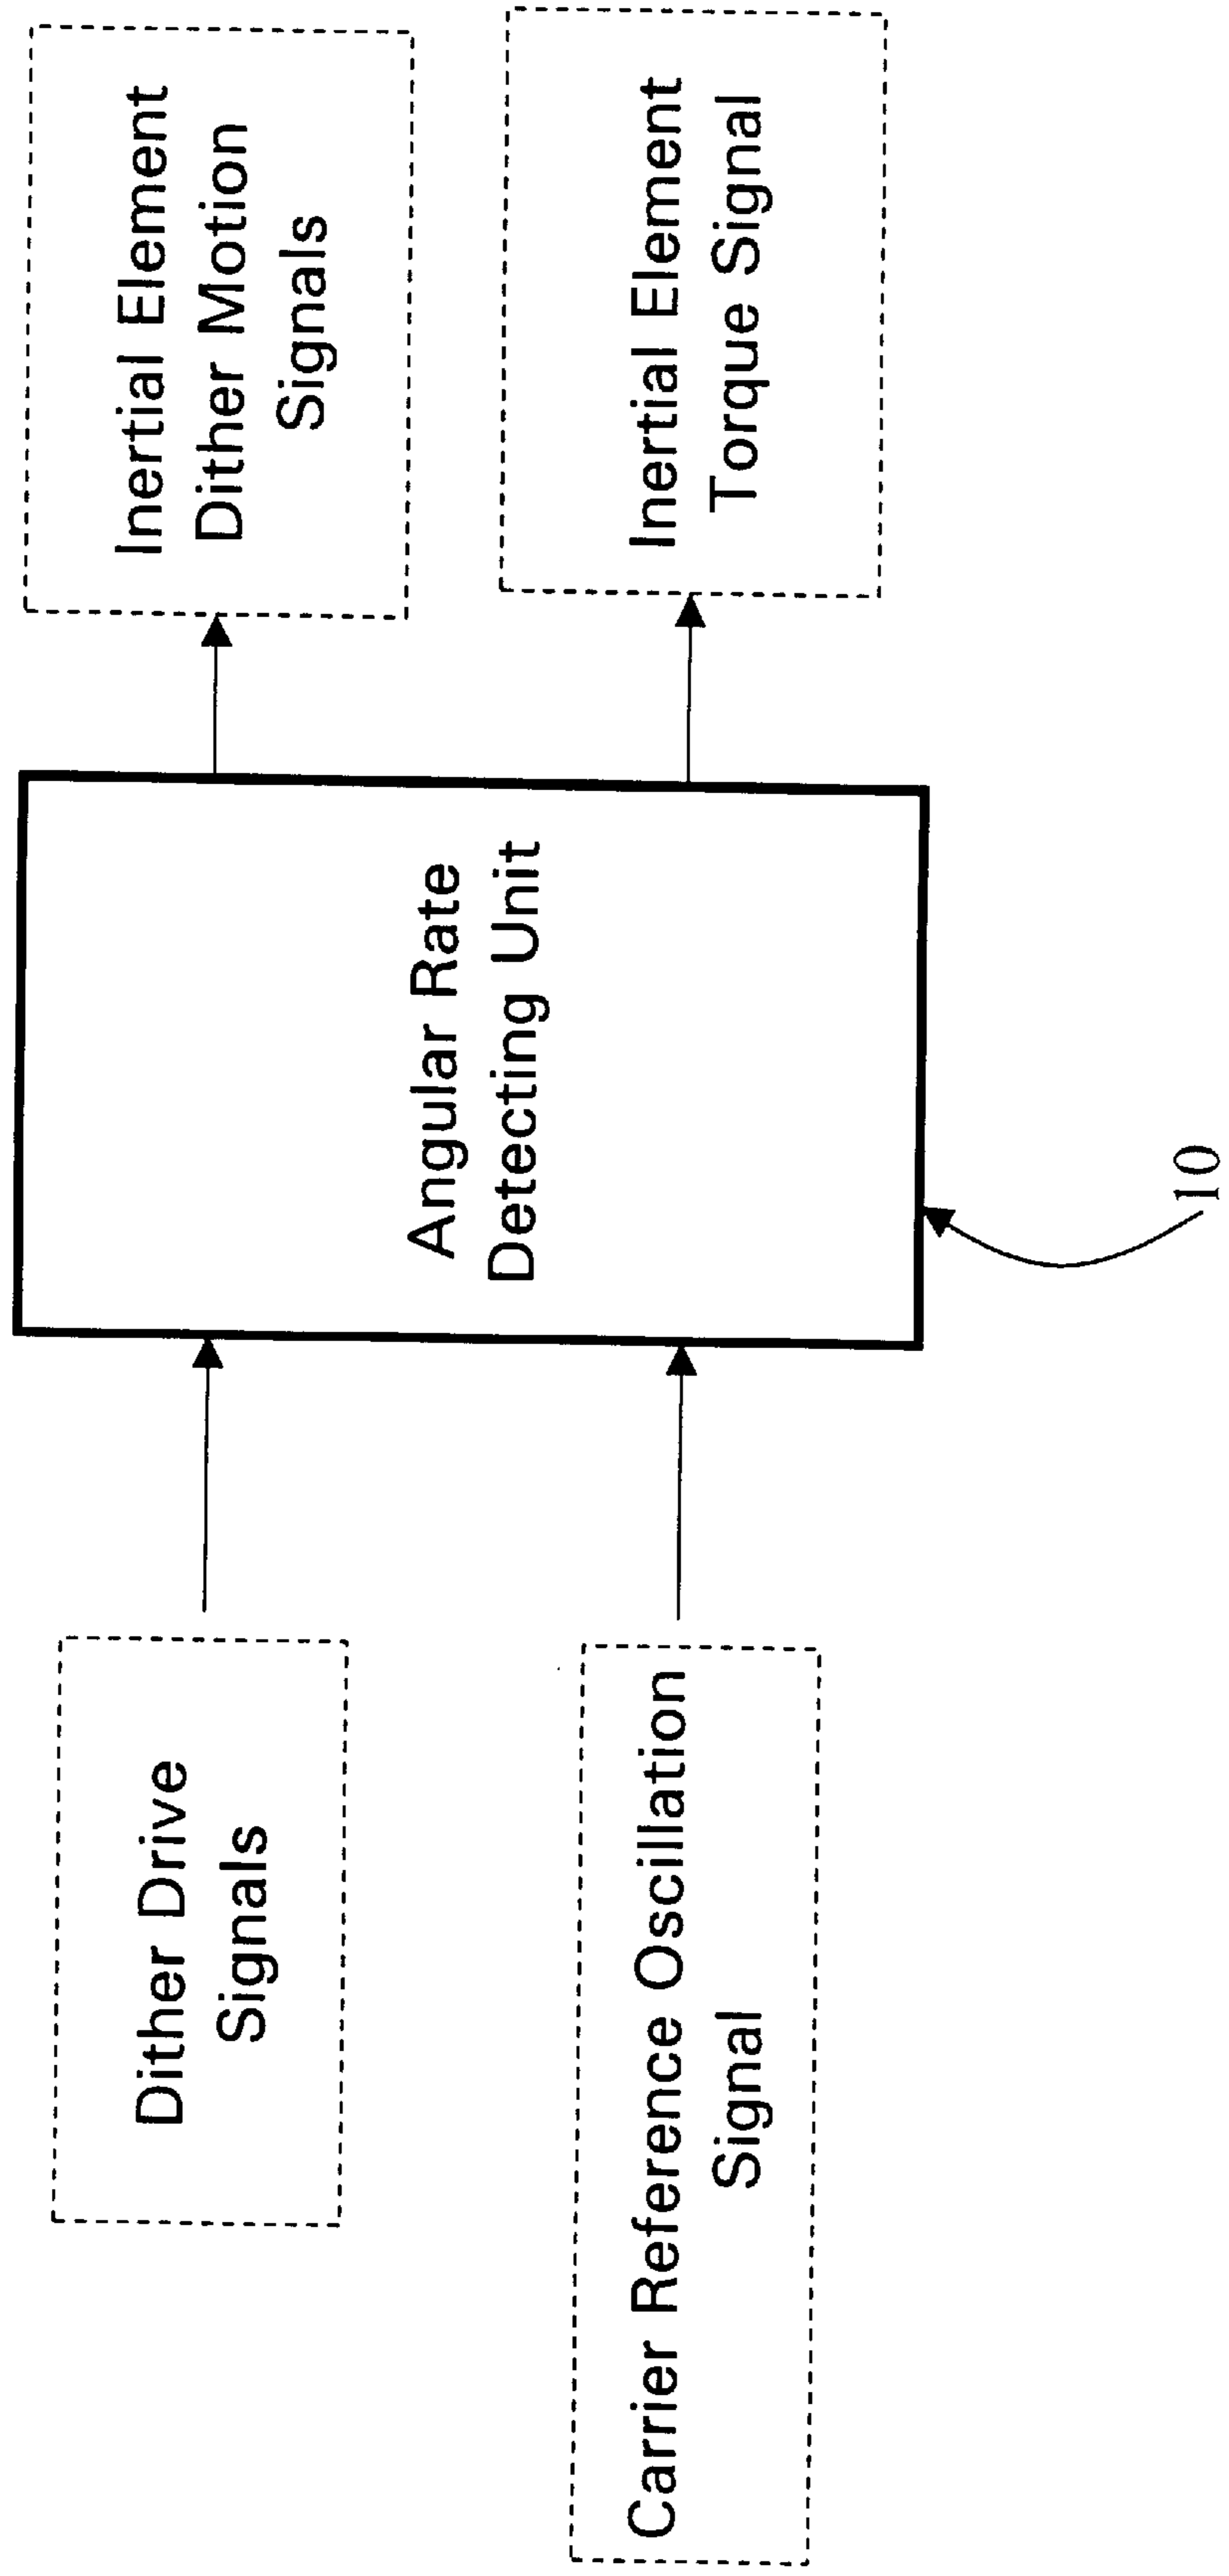 Dither Drive
Signals
Carrier Reference Oscillation
Signal
Angular Rate
Detecting Unit
Inertial Element
Dither Motion
Signals
Inertial Element
Torque Signal
10